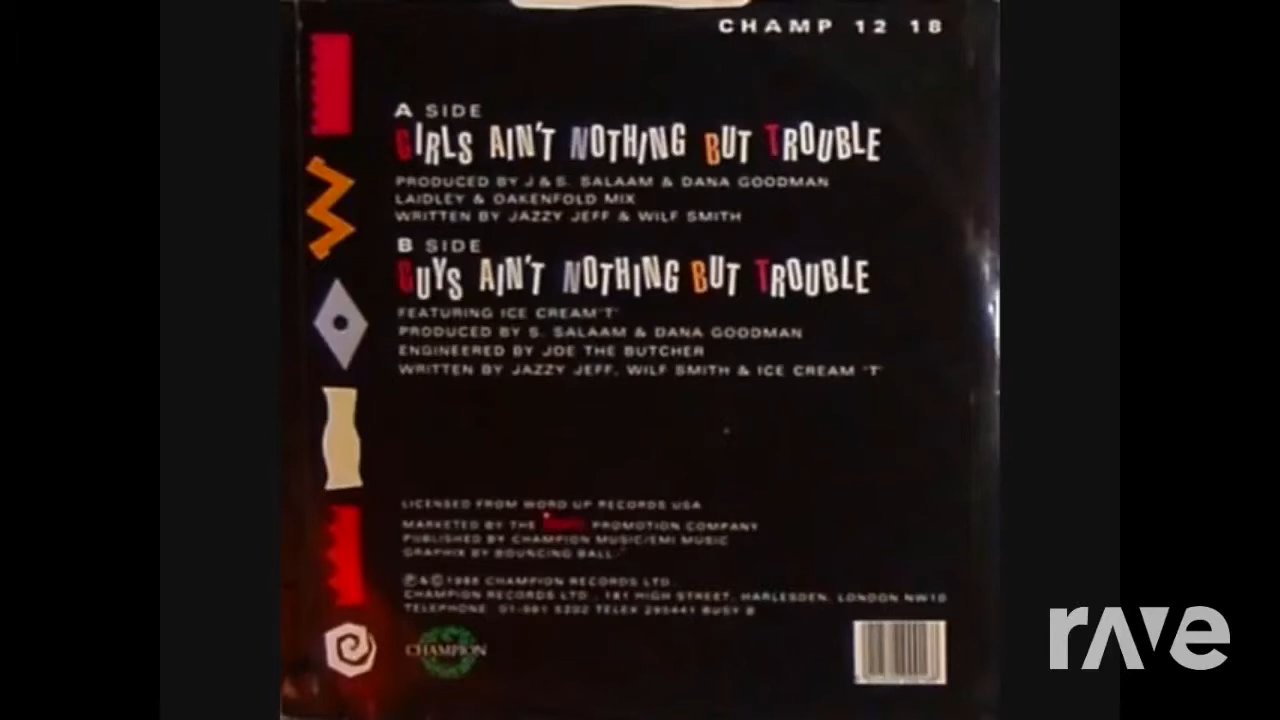 CHAMP 12 18
A SIDE
GIRLS AIN'T NOTHING BUT TROUBLE
PRODUCED BY J & S. SALAAM & DANA GOODMAN
LAIDLEY & OAKENFOLD MIX
WRITTEN BY JAZZY JEFF & WILF SMITH
B SIDE
GUYS AIN'T NOTHING BUT TROUBLE
FEATURING ICE CREAM 'T'
PRODUCED BY S. SALAAM & DANA GOODMAN
ENGINEERED BY JOE THE BUTCHER
WRITTEN BY JAZZY JEFF, WILF SMITH & ICE CREAM 'T'
LICENSED FROM WORD UP RECORDS USA
MARKETED BY THE PROMOTION COMPANY
PUBLISHED BY CHAMPION MUSIC/EMI MUSIC
GRAPHIX BY BOUNCING BALL
℗&© CHAMPION RECORDS LTD.
CHAMPION RECORDS LTD., 181 HIGH STREET, HARLESDEN, LONDON NW10
TELEPHONE TELEX 295441 BUSY B
CHAMPION
rave